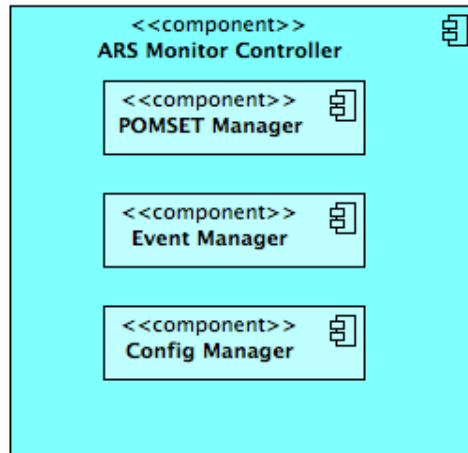 <<component>>
ARS Monitor Controller
<<component>>
POMSET Manager
<<component>>
Event Manager
<<component>>
Config Manager